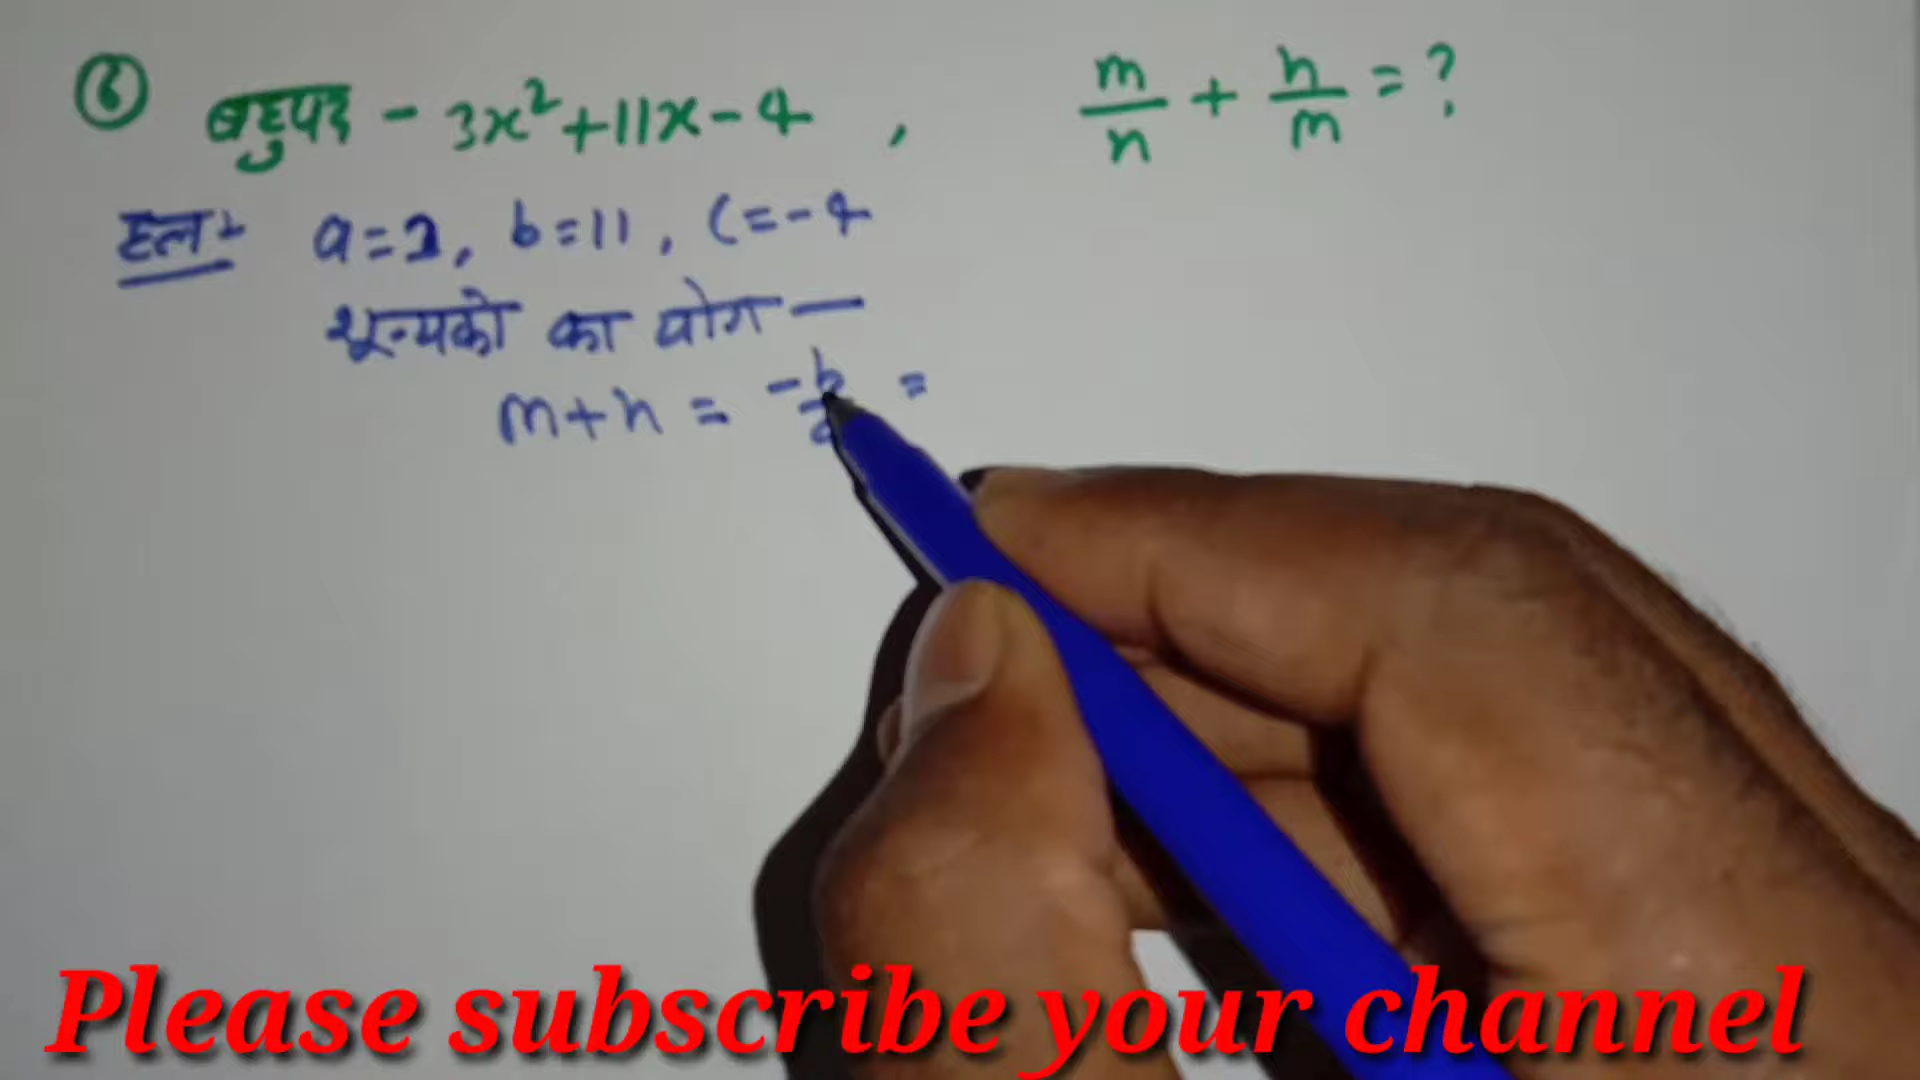 ⑥ बहुपद - 3x²+11x-4 , m/n + n/m = ?
हल÷ a=3, b=11, c=-4
शून्यको का योग —
m+n = -b/a =
Please subscribe your channel